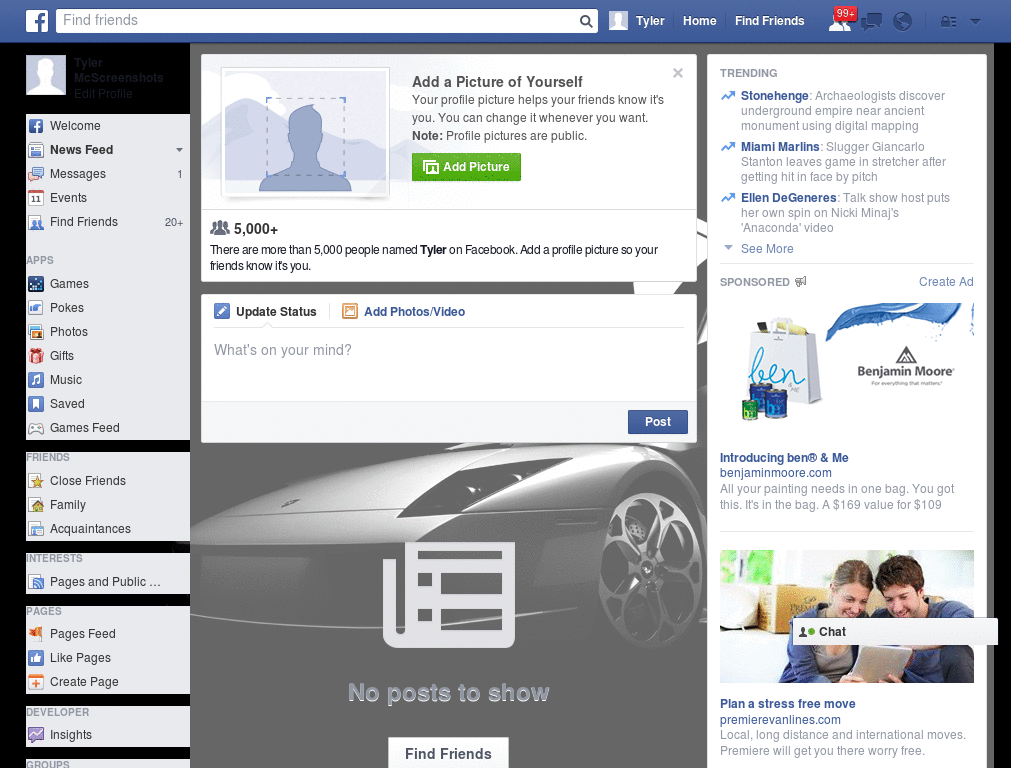 Find friends
Tyler
Home
Find Friends
99+
Tyler
McScreenshots
Edit Profile
Welcome
News Feed
Messages 1
Events
Find Friends 20+
APPS
Games
Pokes
Photos
Gifts
Music
Saved
Games Feed
FRIENDS
Close Friends
Family
Acquaintances
INTERESTS
Pages and Public ...
PAGES
Pages Feed
Like Pages
Create Page
DEVELOPER
Insights
GROUPS
Add a Picture of Yourself
Your profile picture helps your friends know it's
you. You can change it whenever you want.
Note: Profile pictures are public.
Add Picture
5,000+
There are more than 5,000 people named Tyler on Facebook. Add a profile picture so your
friends know it's you.
Update Status
Add Photos/Video
What's on your mind?
Post
No posts to show
Find Friends
TRENDING
Stonehenge: Archaeologists discover
underground empire near ancient
monument using digital mapping
Miami Marlins: Slugger Giancarlo
Stanton leaves game in stretcher after
getting hit in face by pitch
Ellen DeGeneres: Talk show host puts
her own spin on Nicki Minaj's
'Anaconda' video
See More
SPONSORED
Create Ad
ben
Benjamin Moore®
For everything that matters.®
Introducing ben® & Me
benjaminmoore.com
All your painting needs in one bag. You got
this. It's in the bag. A $169 value for $109
Chat
Plan a stress free move
premierevanlines.com
Local, long distance and international moves.
Premiere will get you there worry free.